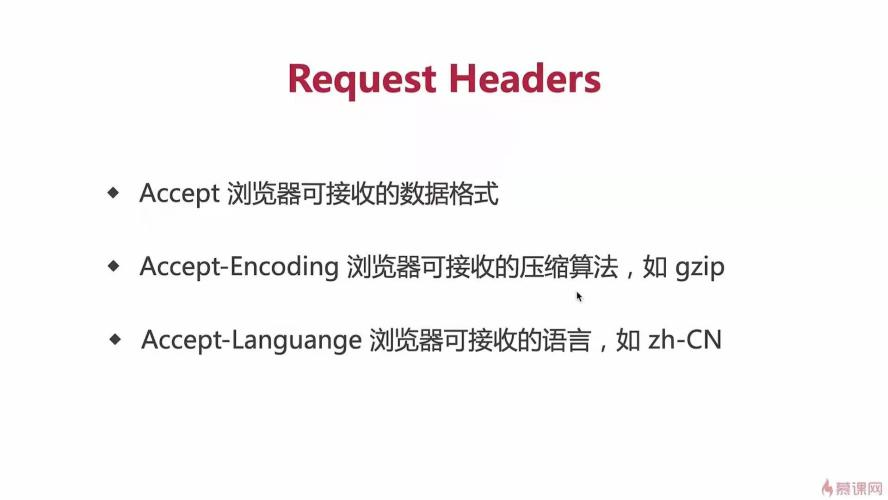 Request Headers
Accept 浏览器可接收的数据格式
Accept-Encoding 浏览器可接收的压缩算法，如 gzip
Accept-Languange 浏览器可接收的语言，如 zh-CN
慕课网